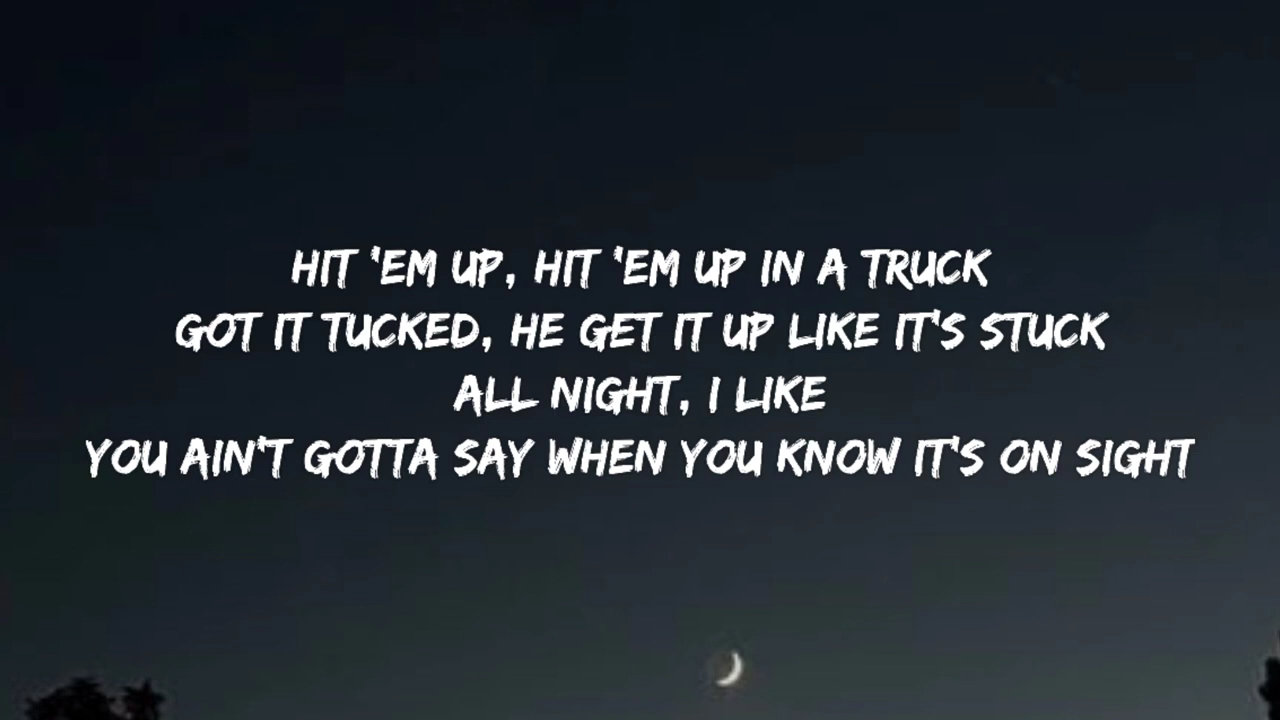 HIT 'EM UP, HIT 'EM UP IN A TRUCK
GOT IT TUCKED, HE GET IT UP LIKE IT'S STUCK
ALL NIGHT, I LIKE
YOU AIN'T GOTTA SAY WHEN YOU KNOW IT'S ON SIGHT